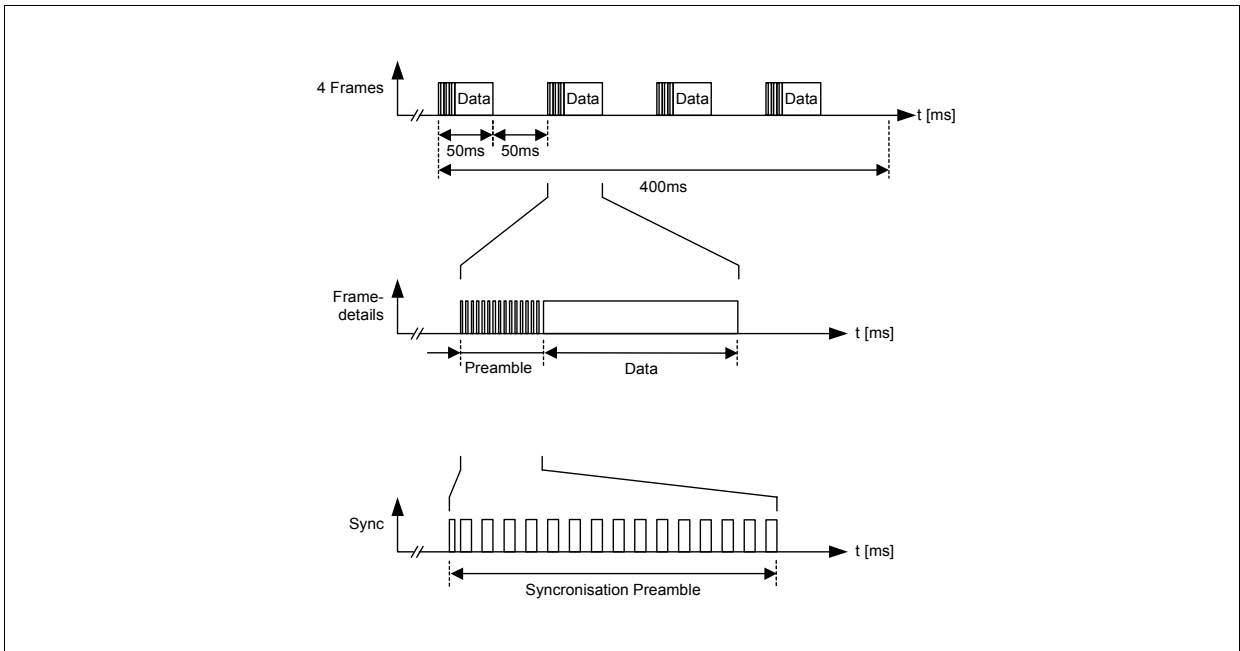 4 Frames
Data
Data
Data
Data
t [ms]
50ms
50ms
400ms
Frame-
details
t [ms]
Preamble
Data
Sync
t [ms]
Syncronisation Preamble